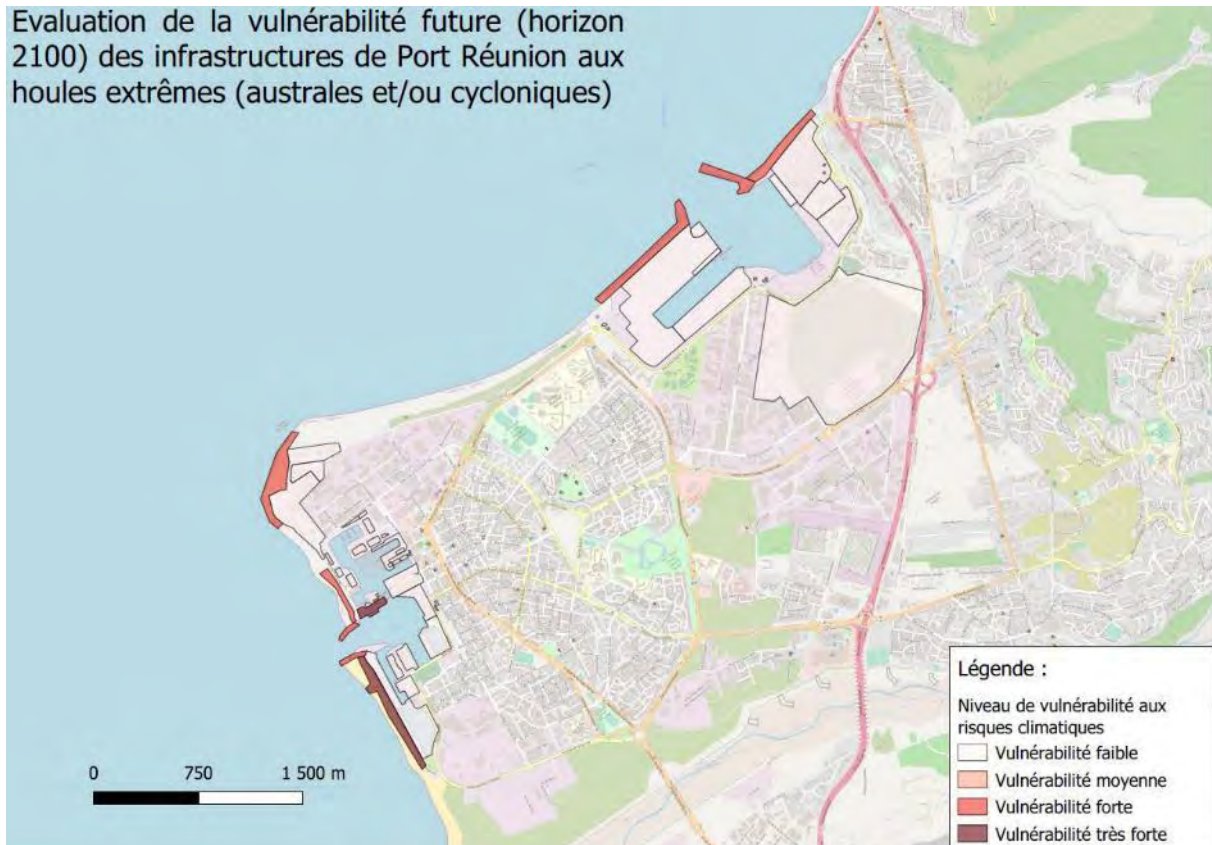 Evaluation de la vulnérabilité future (horizon
2100) des infrastructures de Port Réunion aux
houles extrêmes (australes et/ou cycloniques)
0 750 1 500 m
Légende :
Niveau de vulnérabilité aux
risques climatiques
Vulnérabilité faible
Vulnérabilité moyenne
Vulnérabilité forte
Vulnérabilité très forte